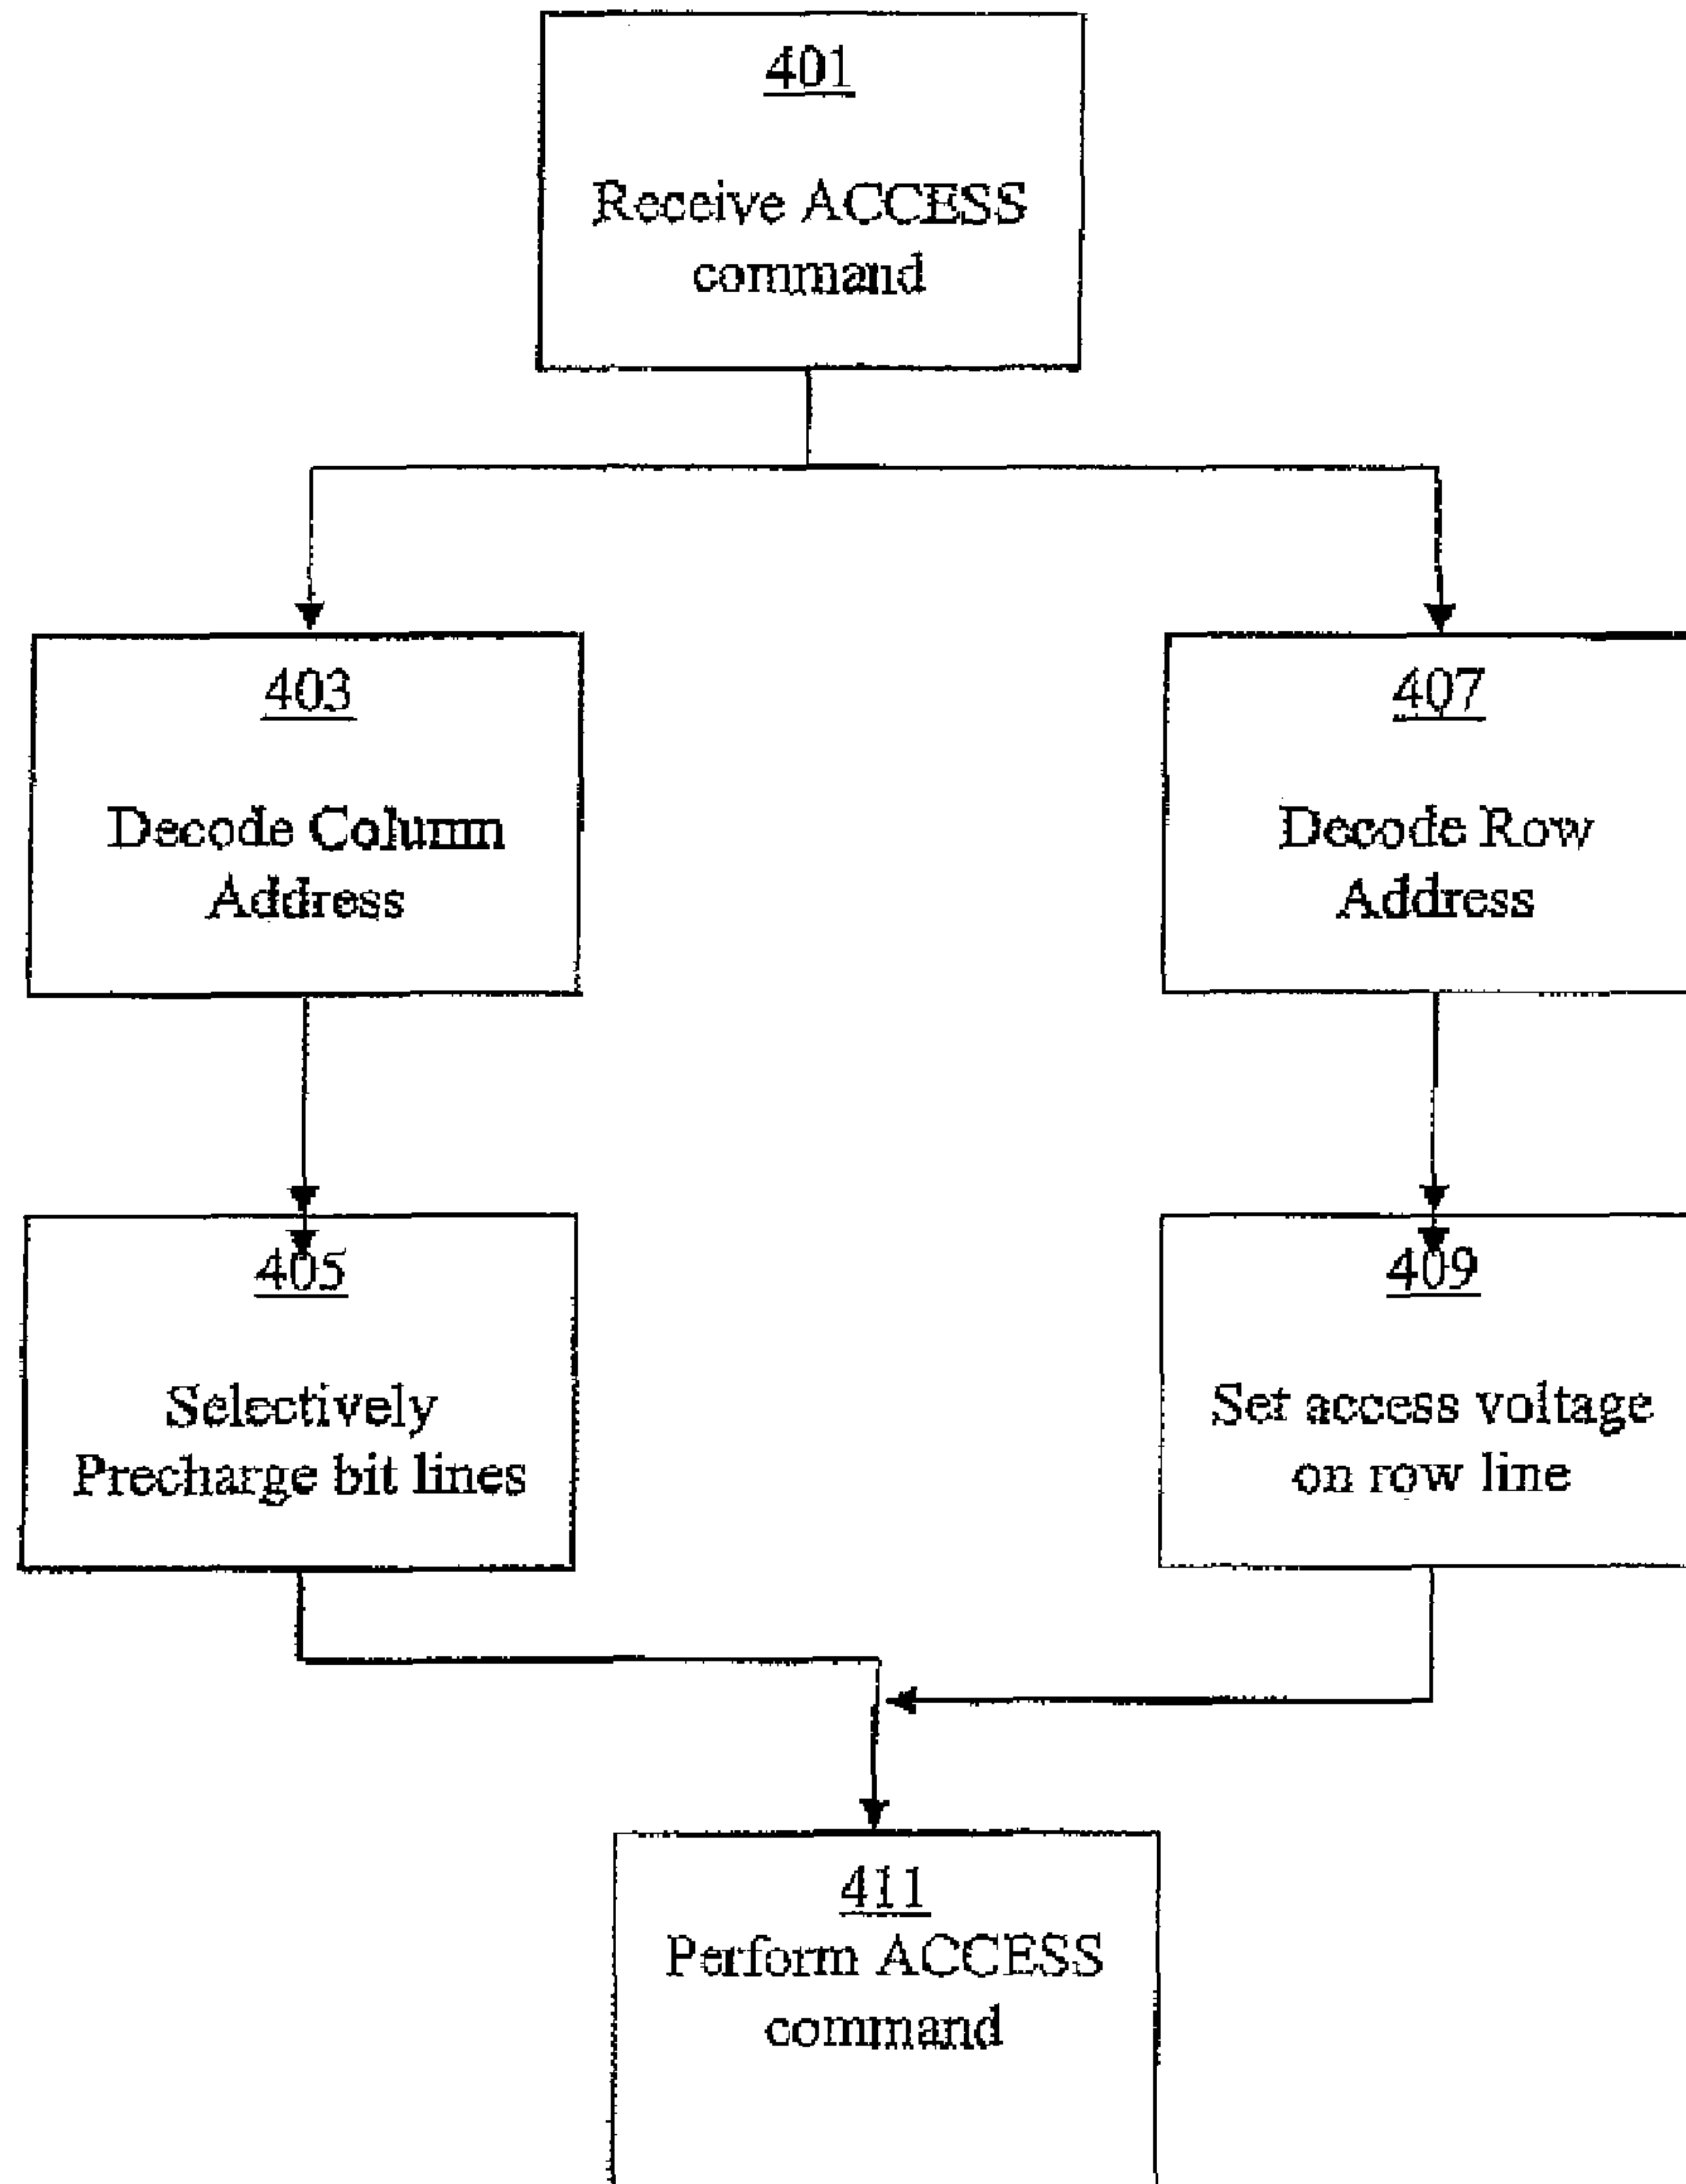 401
Receive ACCESS
command
403
Decode Column
Address
407
Decode Row
Address
405
Selectively
Precharge bit lines
409
Set access voltage
on row line
411
Perform ACCESS
command